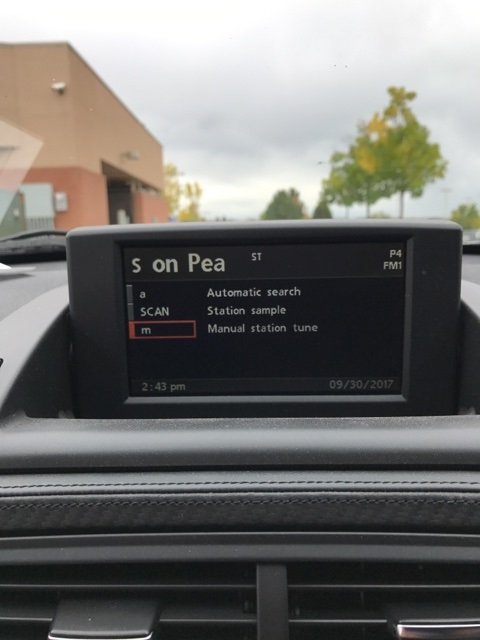 s on Pea ST P4
FM1
a Automatic search
SCAN Station sample
m Manual station tune
2:43 pm 09/30/2017